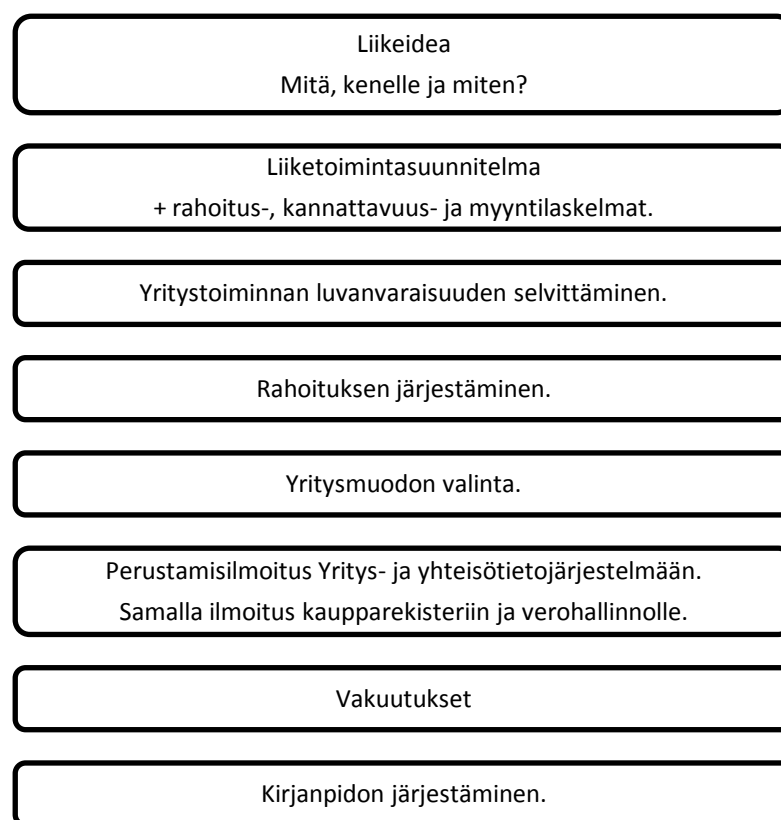 Liikeidea
Mitä, kenelle ja miten?
Liiketoimintasuunnitelma
+ rahoitus-, kannattavuus- ja myyntilaskelmat.
Yritystoiminnan luvanvaraisuuden selvittäminen.
Rahoituksen järjestäminen.
Yritysmuodon valinta.
Perustamisilmoitus Yritys- ja yhteisötietojärjestelmään.
Samalla ilmoitus kaupparekisteriin ja verohallinnolle.
Vakuutukset
Kirjanpidon järjestäminen.